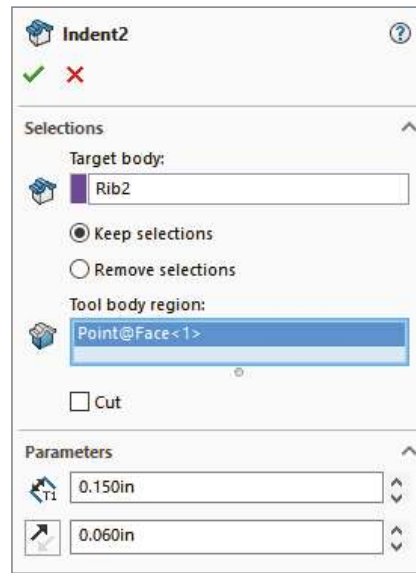 Indent2
Selections
Target body:
Rib2
Keep selections
Remove selections
Tool body region:
Point@Face<1>
Cut
Parameters
T1
0.150in
0.060in